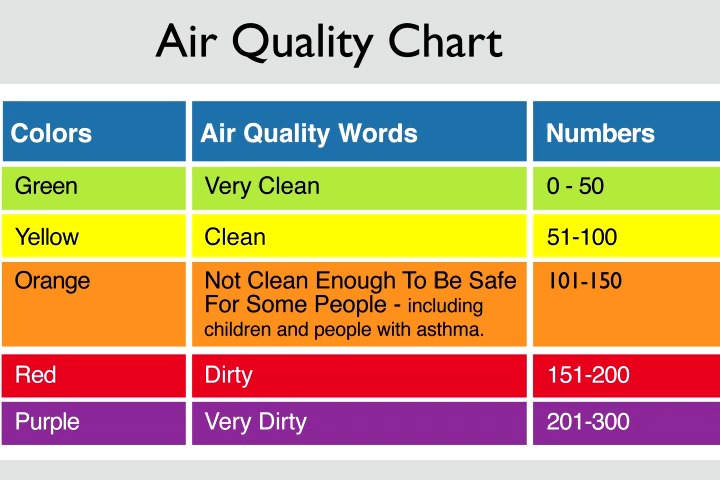 Air Quality Chart
Colors Air Quality Words Numbers
Green Very Clean 0 - 50
Yellow Clean 51-100
Orange Not Clean Enough To Be Safe 101-150
For Some People - including
children and people with asthma.
Red Dirty 151-200
Purple Very Dirty 201-300